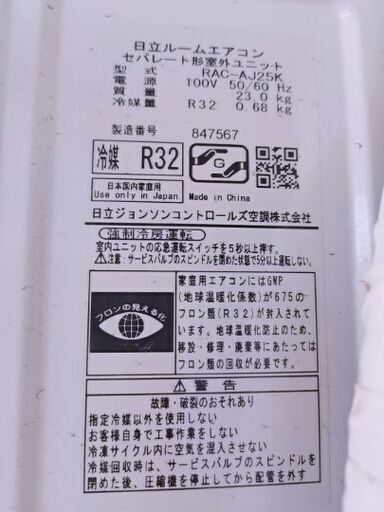 日立ルームエアコン
セパレート形室外ユニット
型式 RAC-AJ25K
電源 100V 50/60 Hz
質量 23.0 kg
冷媒量 R32 0.68 kg
製造番号 847567
冷媒 R32
G
日本国内家庭用
Use only in Japan.
Made in China
日立ジョンソンコントロールズ空調株式会社
強制冷房運転
室内ユニットの応急運転スイッチを5秒以上押す。
⚠注意：サービスバルブのスピンドルを閉めた状態で5分以上運転しない。
フロンの見える化
家庭用エアコンにはGWP
(地球温暖化係数)が675の
フロン類(R32)が封入されて
います。地球温暖化防止のため、
移設・修理・廃棄等にあたっては
フロン類の回収が必要です。
⚠警告
故障・破裂のおそれあり
指定冷媒以外を使用しない
お客様自身で工事作業をしない
冷凍サイクル内に空気を混入させない
冷媒回収時は、サービスバルブのスピンドルを
閉めた後、圧縮機を停止してから配管を外す